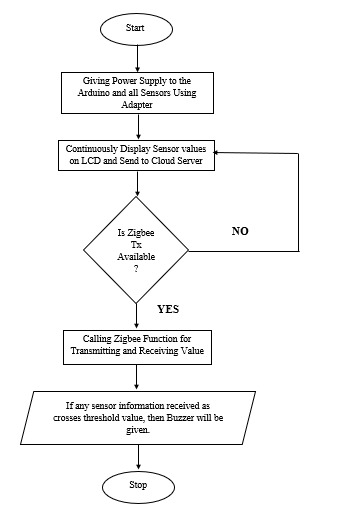 Start
Giving Power Supply to the
Arduino and all Sensors Using
Adapter
Continuously Display Sensor values
on LCD and Send to Cloud Server
Is Zigbee
Tx
Available
?
NO
YES
Calling Zigbee Function for
Transmitting and Receiving Value
If any sensor information received as
crosses threshold value, then Buzzer will be
given.
Stop